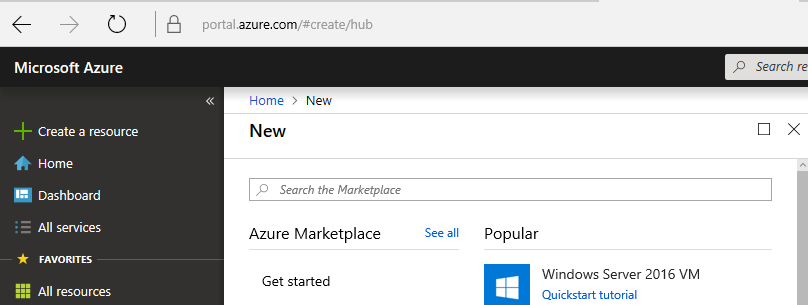 portal.azure.com/#create/hub
Microsoft Azure
Search re
Home > New
Create a resource
New
Home
Dashboard
Search the Marketplace
All services
Azure Marketplace See all Popular
FAVORITES
Get started
Windows Server 2016 VM
Quickstart tutorial
All resources